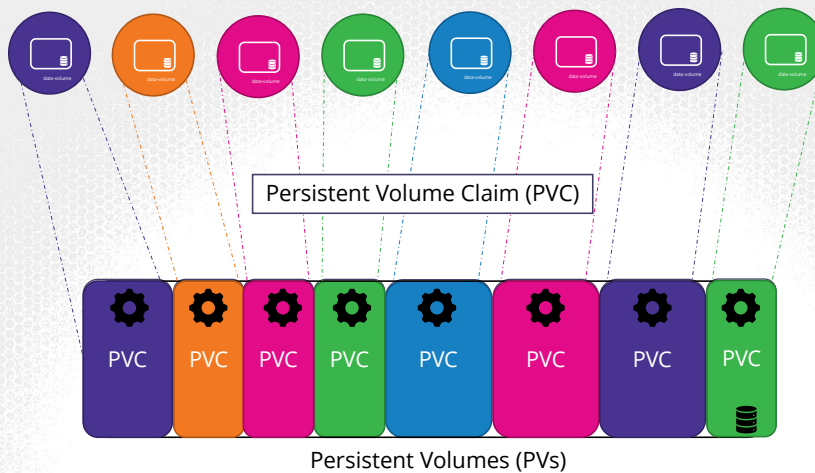 data-volume
data-volume
data-volume
data-volume
data-volume
data-volume
data-volume
data-volume
Persistent Volume Claim (PVC)
PVC
PVC
PVC
PVC
PVC
PVC
PVC
PVC
Persistent Volumes (PVs)